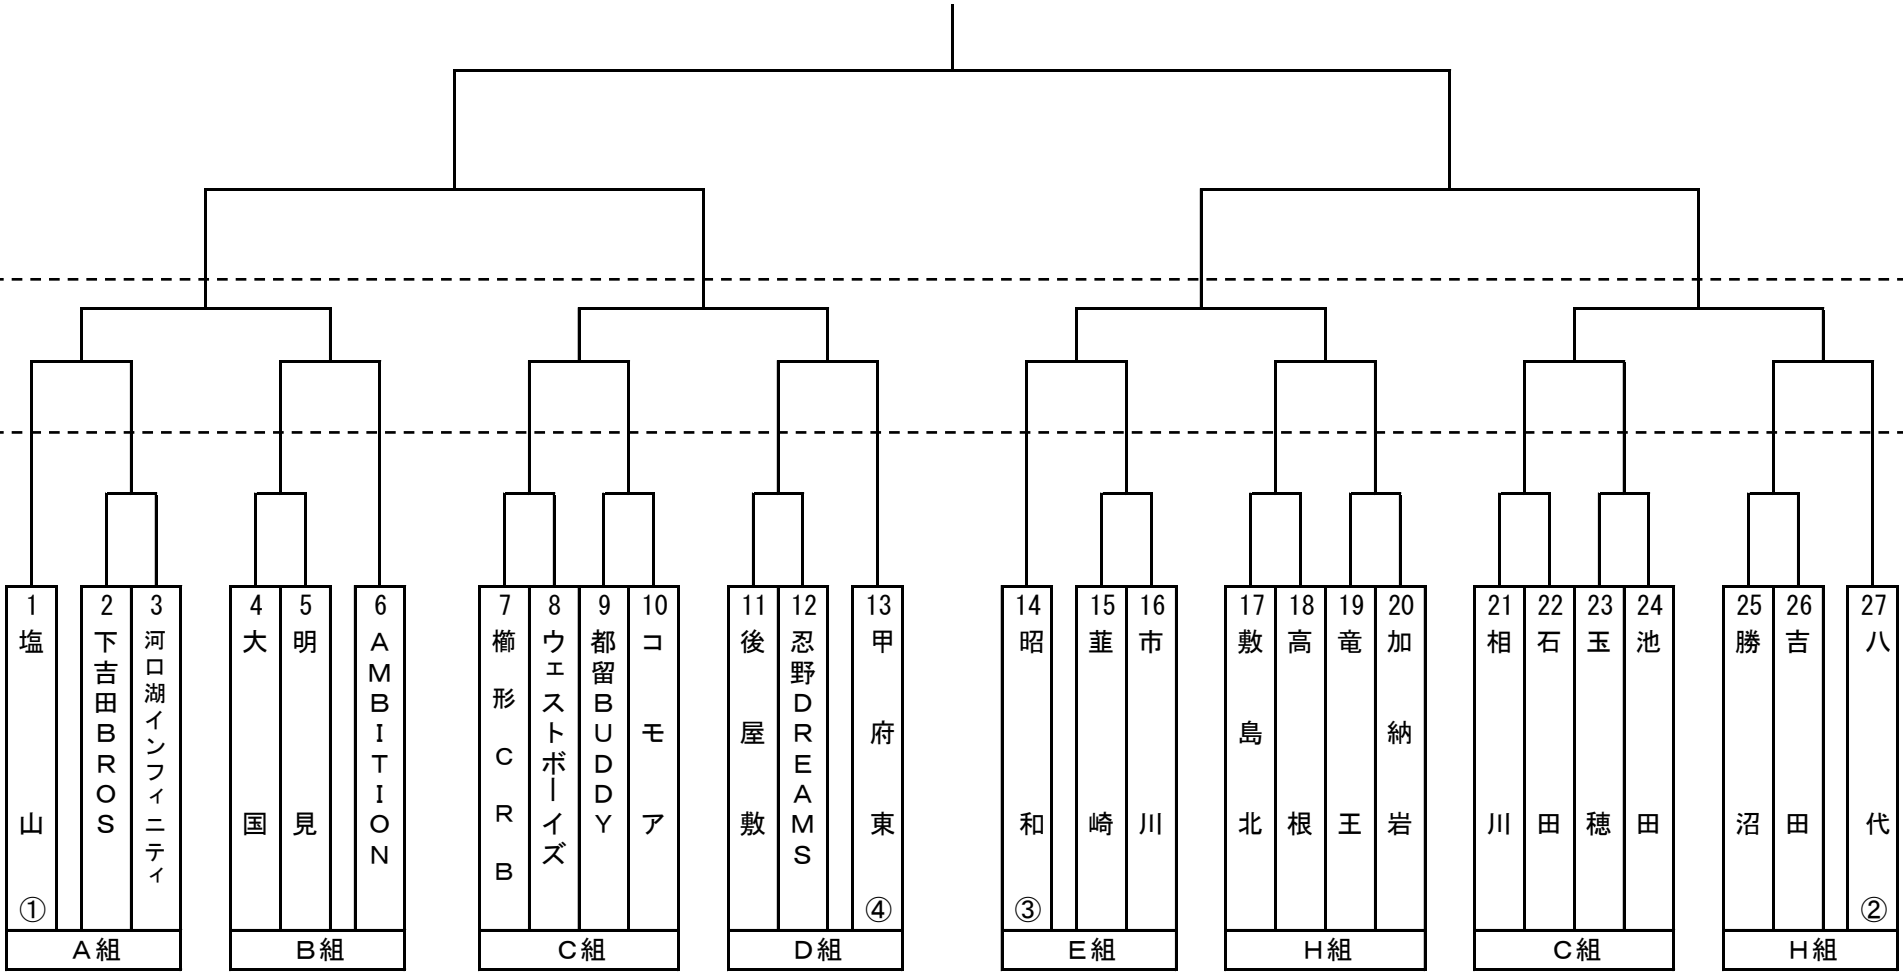 1 塩山 ①
2 下吉田BROS
3 河口湖インフィニティ
4 大国
5 明見
6 AMBITION
7 櫛形CRB
8 ウェストボーイズ
9 都留BUDDY
10 コモア
11 後屋敷
12 忍野DREAMS
13 甲府東 ④
14 昭和 ③
15 韮崎
16 市川
17 敷島北
18 高根
19 竜王
20 加納岩
21 相川
22 石田
23 玉穂
24 池田
25 勝沼
26 吉田
27 八代 ②
A組
B組
C組
D組
E組
H組
C組
H組